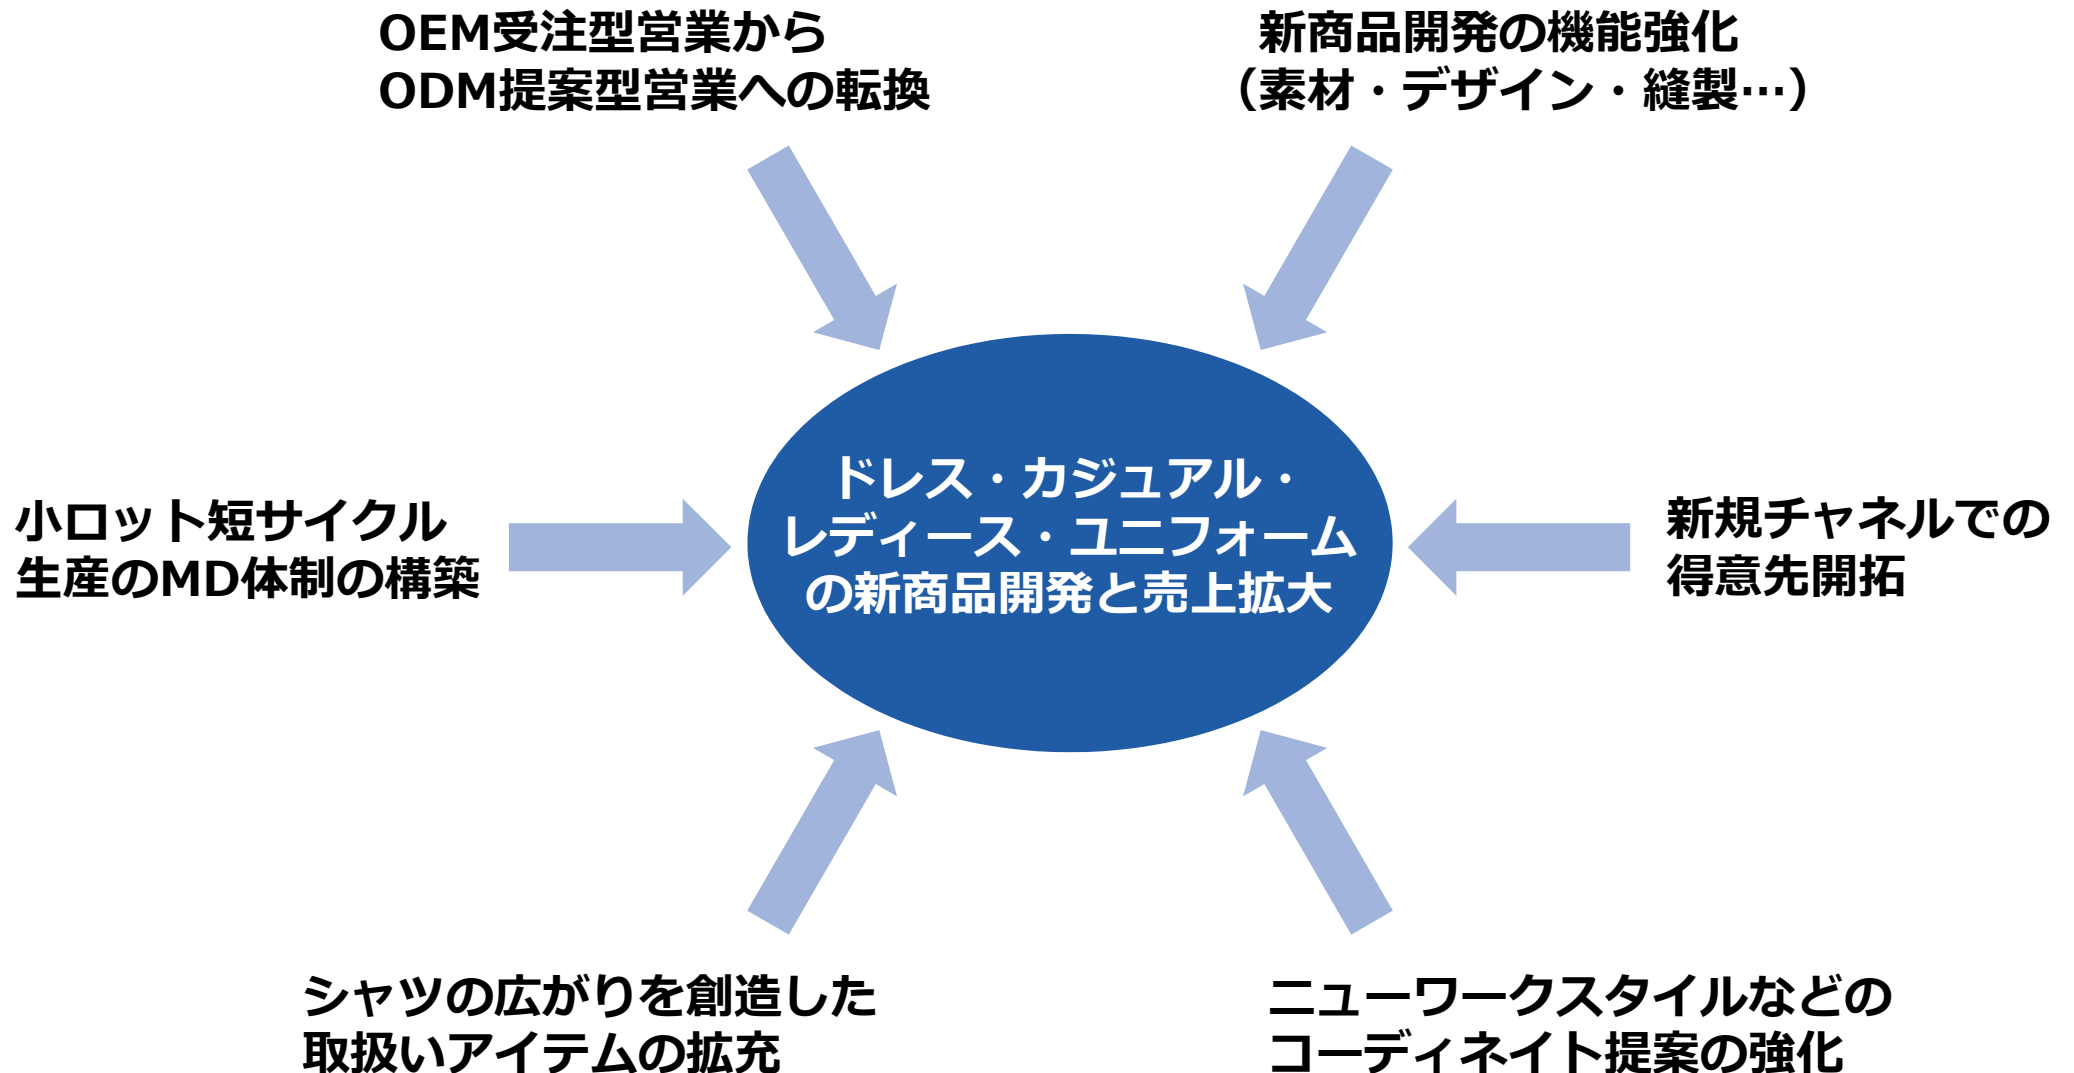 OEM受注型営業から
ODM提案型営業への転換
新商品開発の機能強化
（素材・デザイン・縫製…）
小ロット短サイクル
生産のMD体制の構築
ドレス・カジュアル・
レディース・ユニフォーム
の新商品開発と売上拡大
新規チャネルでの
得意先開拓
シャツの広がりを創造した
取扱いアイテムの拡充
ニューワークスタイルなどの
コーディネイト提案の強化